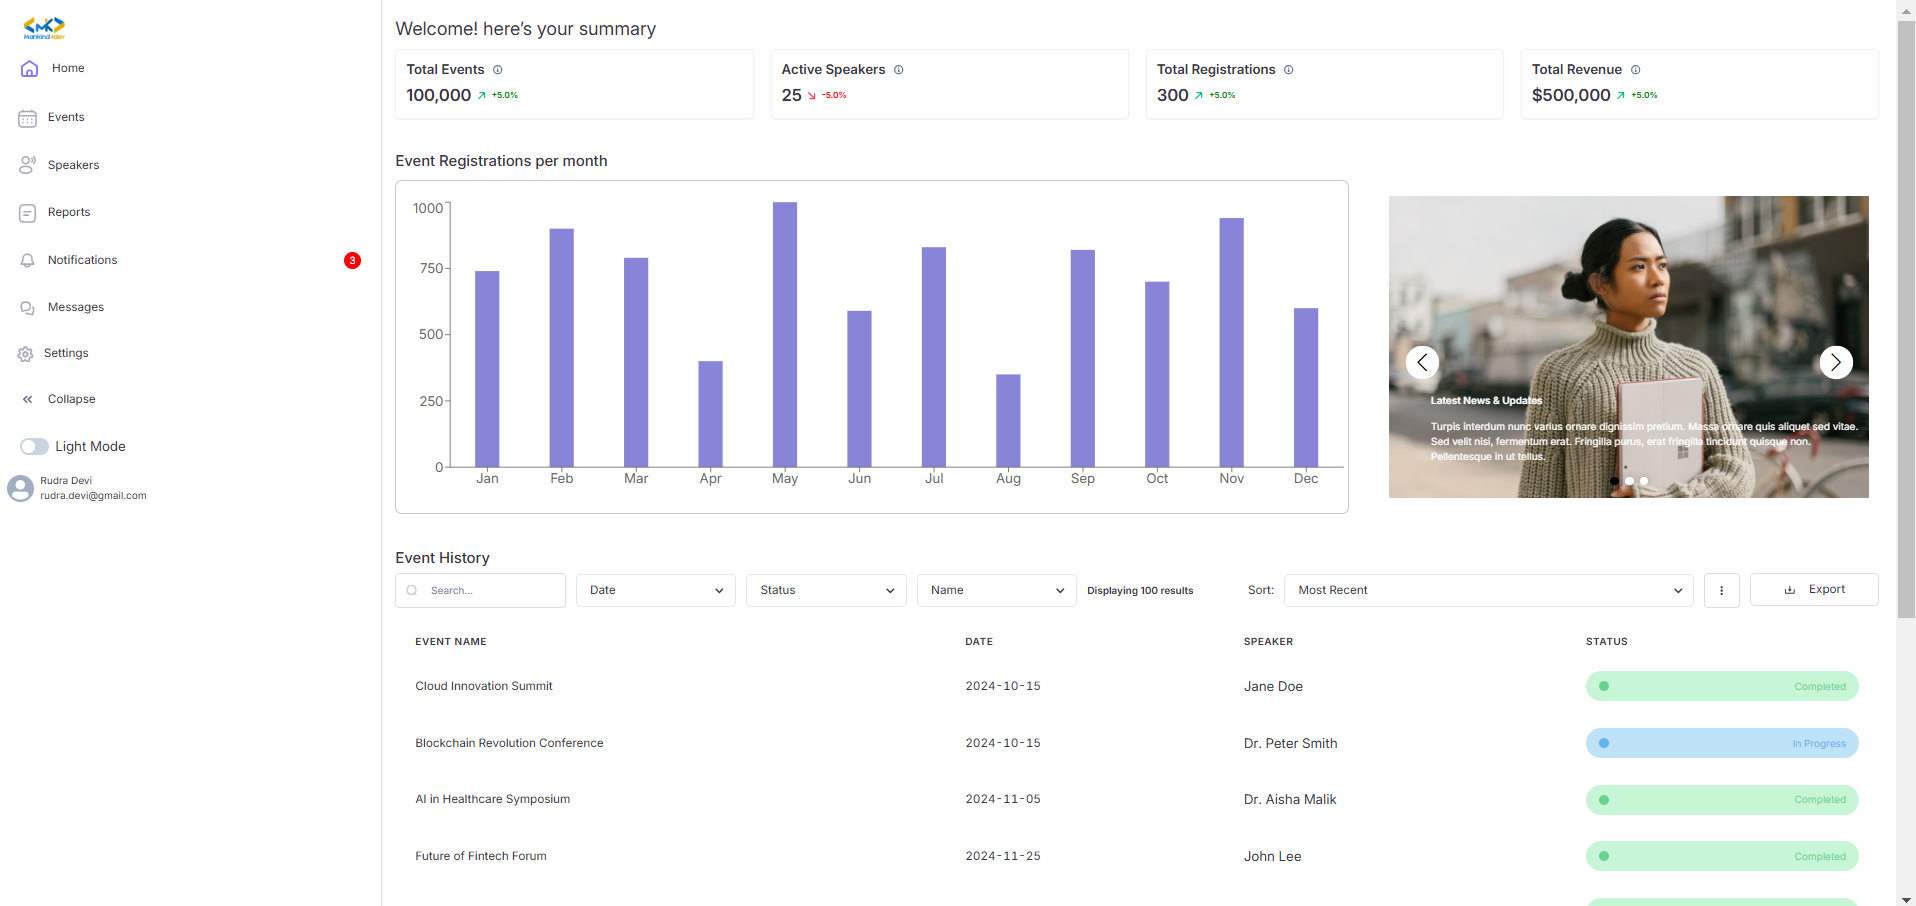 Mankind4dev
Home
Events
Speakers
Reports
Notifications
3
Messages
Settings
Collapse
Light Mode
Rudra Devi
rudra.devi@gmail.com
Welcome! here’s your summary
Total Events
100,000 +5.0%
Active Speakers
25 -5.0%
Total Registrations
300 +5.0%
Total Revenue
$500,000 +5.0%
Event Registrations per month
1000
750
500
250
0
Jan Feb Mar Apr May Jun Jul Aug Sep Oct Nov Dec
Latest News & Updates
Turpis interdum nunc varius ornare dignissim pretium. Massa ornare quis aliquet sed vitae.
Sed velit nisi, fermentum erat. Fringilla purus, erat fringilla tincidunt quisque non.
Pellentesque in ut tellus.
Event History
Search... Date Status Name Displaying 100 results Sort: Most Recent Export
EVENT NAME DATE SPEAKER STATUS
Cloud Innovation Summit 2024-10-15 Jane Doe Completed
Blockchain Revolution Conference 2024-10-15 Dr. Peter Smith In Progress
AI in Healthcare Symposium 2024-11-05 Dr. Aisha Malik Completed
Future of Fintech Forum 2024-11-25 John Lee Completed